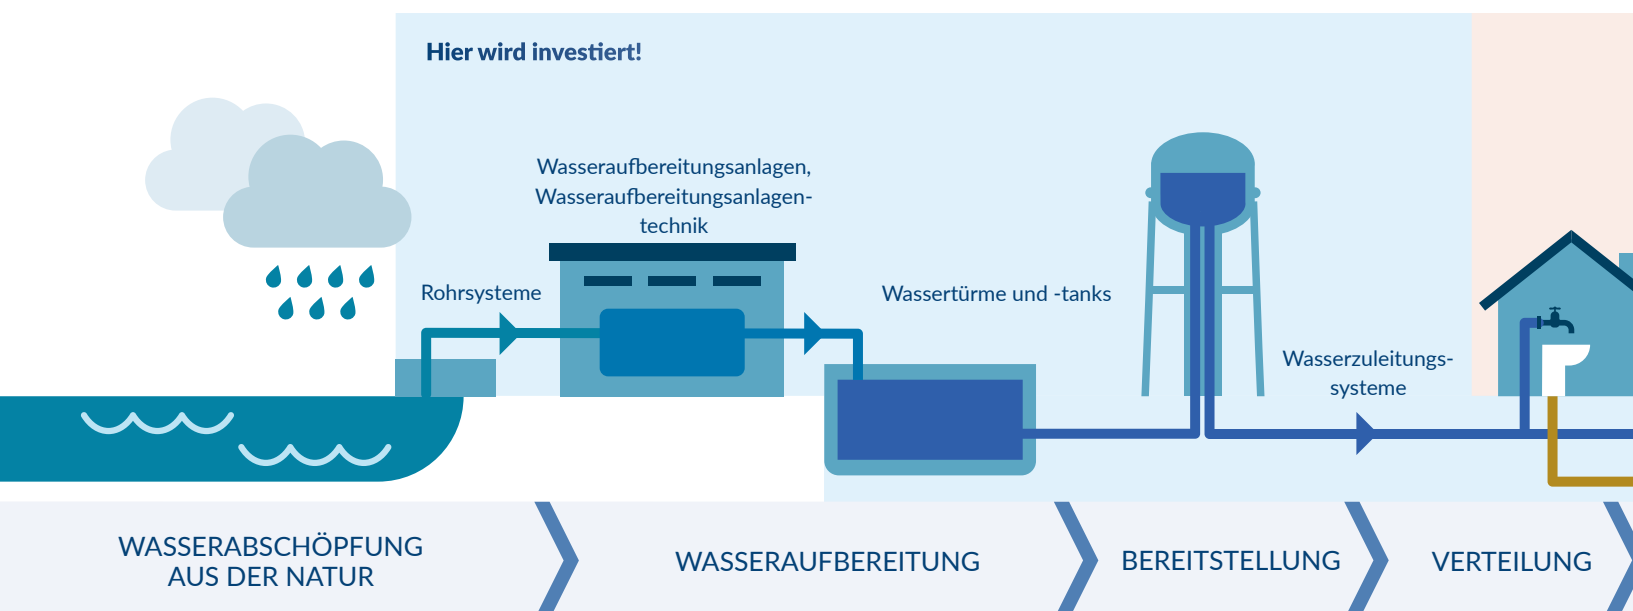 Hier wird investiert!
Wasseraufbereitungsanlagen,
Wasseraufbereitungsanlagen-
technik
Rohrsysteme
Wassertürme und -tanks
Wasserzuleitungs-
systeme
WASSERABSCHÖPFUNG
AUS DER NATUR
WASSERAUFBEREITUNG
BEREITSTELLUNG
VERTEILUNG